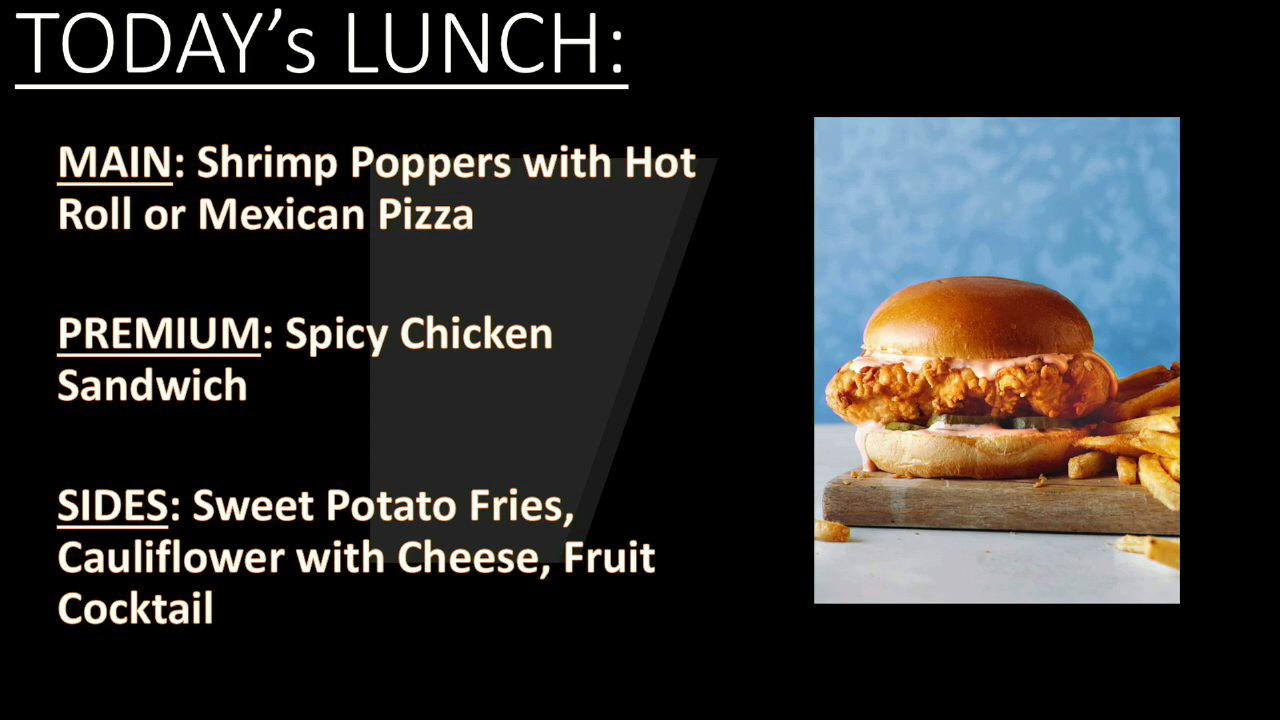 TODAY’s LUNCH:
MAIN: Shrimp Poppers with Hot
Roll or Mexican Pizza
PREMIUM: Spicy Chicken
Sandwich
SIDES: Sweet Potato Fries,
Cauliflower with Cheese, Fruit
Cocktail